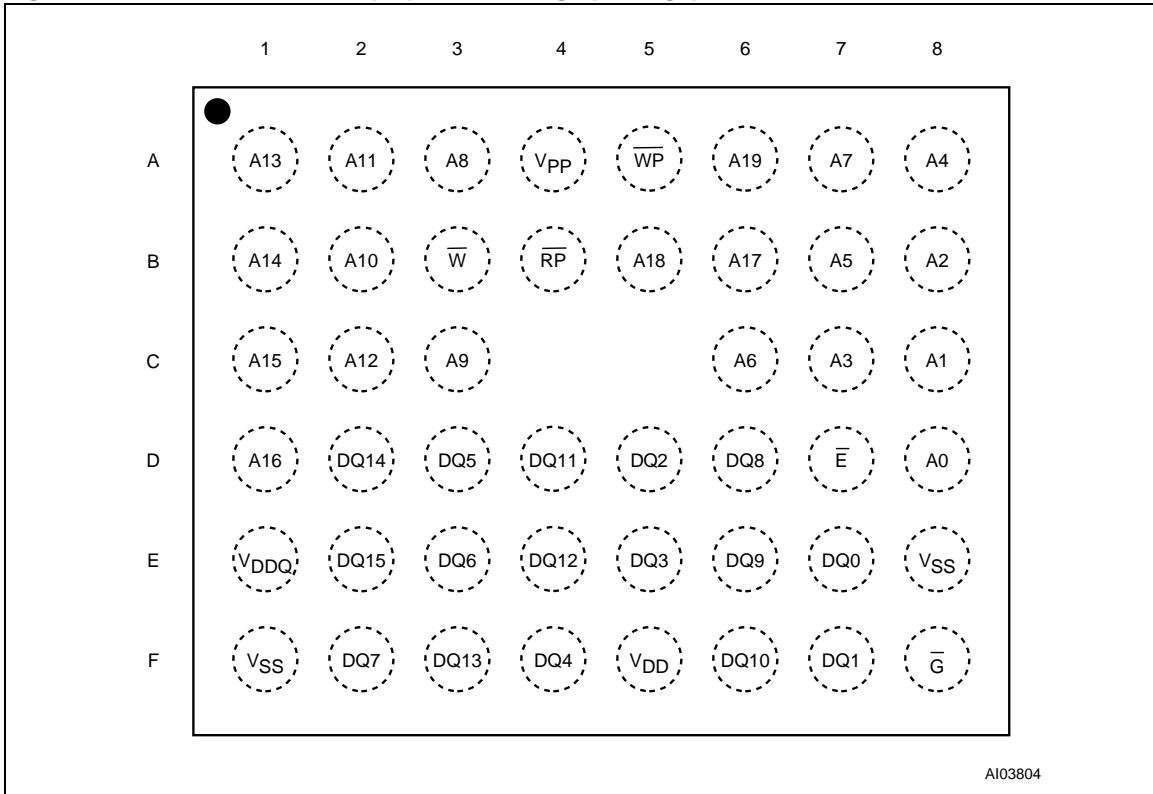 1 2 3 4 5 6 7 8
A A13 A11 A8 VPP W̅P̅ A19 A7 A4
B A14 A10 W̅ R̅P̅ A18 A17 A5 A2
C A15 A12 A9 A6 A3 A1
D A16 DQ14 DQ5 DQ11 DQ2 DQ8 E̅ A0
E VDDQ DQ15 DQ6 DQ12 DQ3 DQ9 DQ0 VSS
F VSS DQ7 DQ13 DQ4 VDD DQ10 DQ1 G̅
AI03804